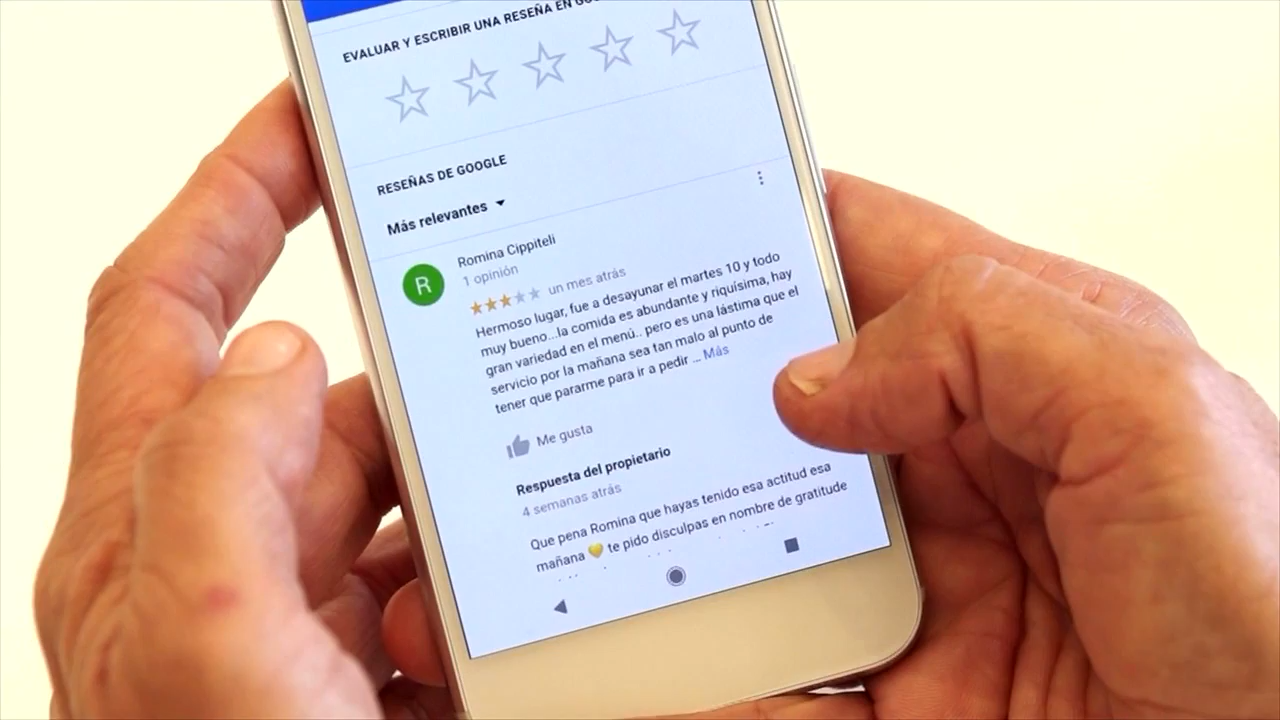 EVALUAR Y ESCRIBIR UNA RESEÑA EN
RESEÑAS DE GOOGLE
Más relevantes
R
Romina Cippiteli
1 opinión
un mes atrás
Hermoso lugar, fue a desayunar el martes 10 y todo
muy bueno...la comida es abundante y riquísima, hay
gran variedad en el menú.. pero es una lástima que el
servicio por la mañana sea tan malo al punto de
tener que pararme para ir a pedir ... Más
Me gusta
Respuesta del propietario
4 semanas atrás
Que pena Romina que hayas tenido esa actitud esa
mañana 💛 te pido disculpas en nombre de gratitude